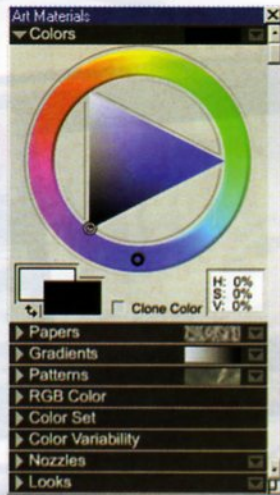 Art Materials
Colors
H: 0%
S: 0%
V: 0%
Clone Color
Papers
Gradients
Patterns
RGB Color
Color Set
Color Variability
Nozzles
Looks